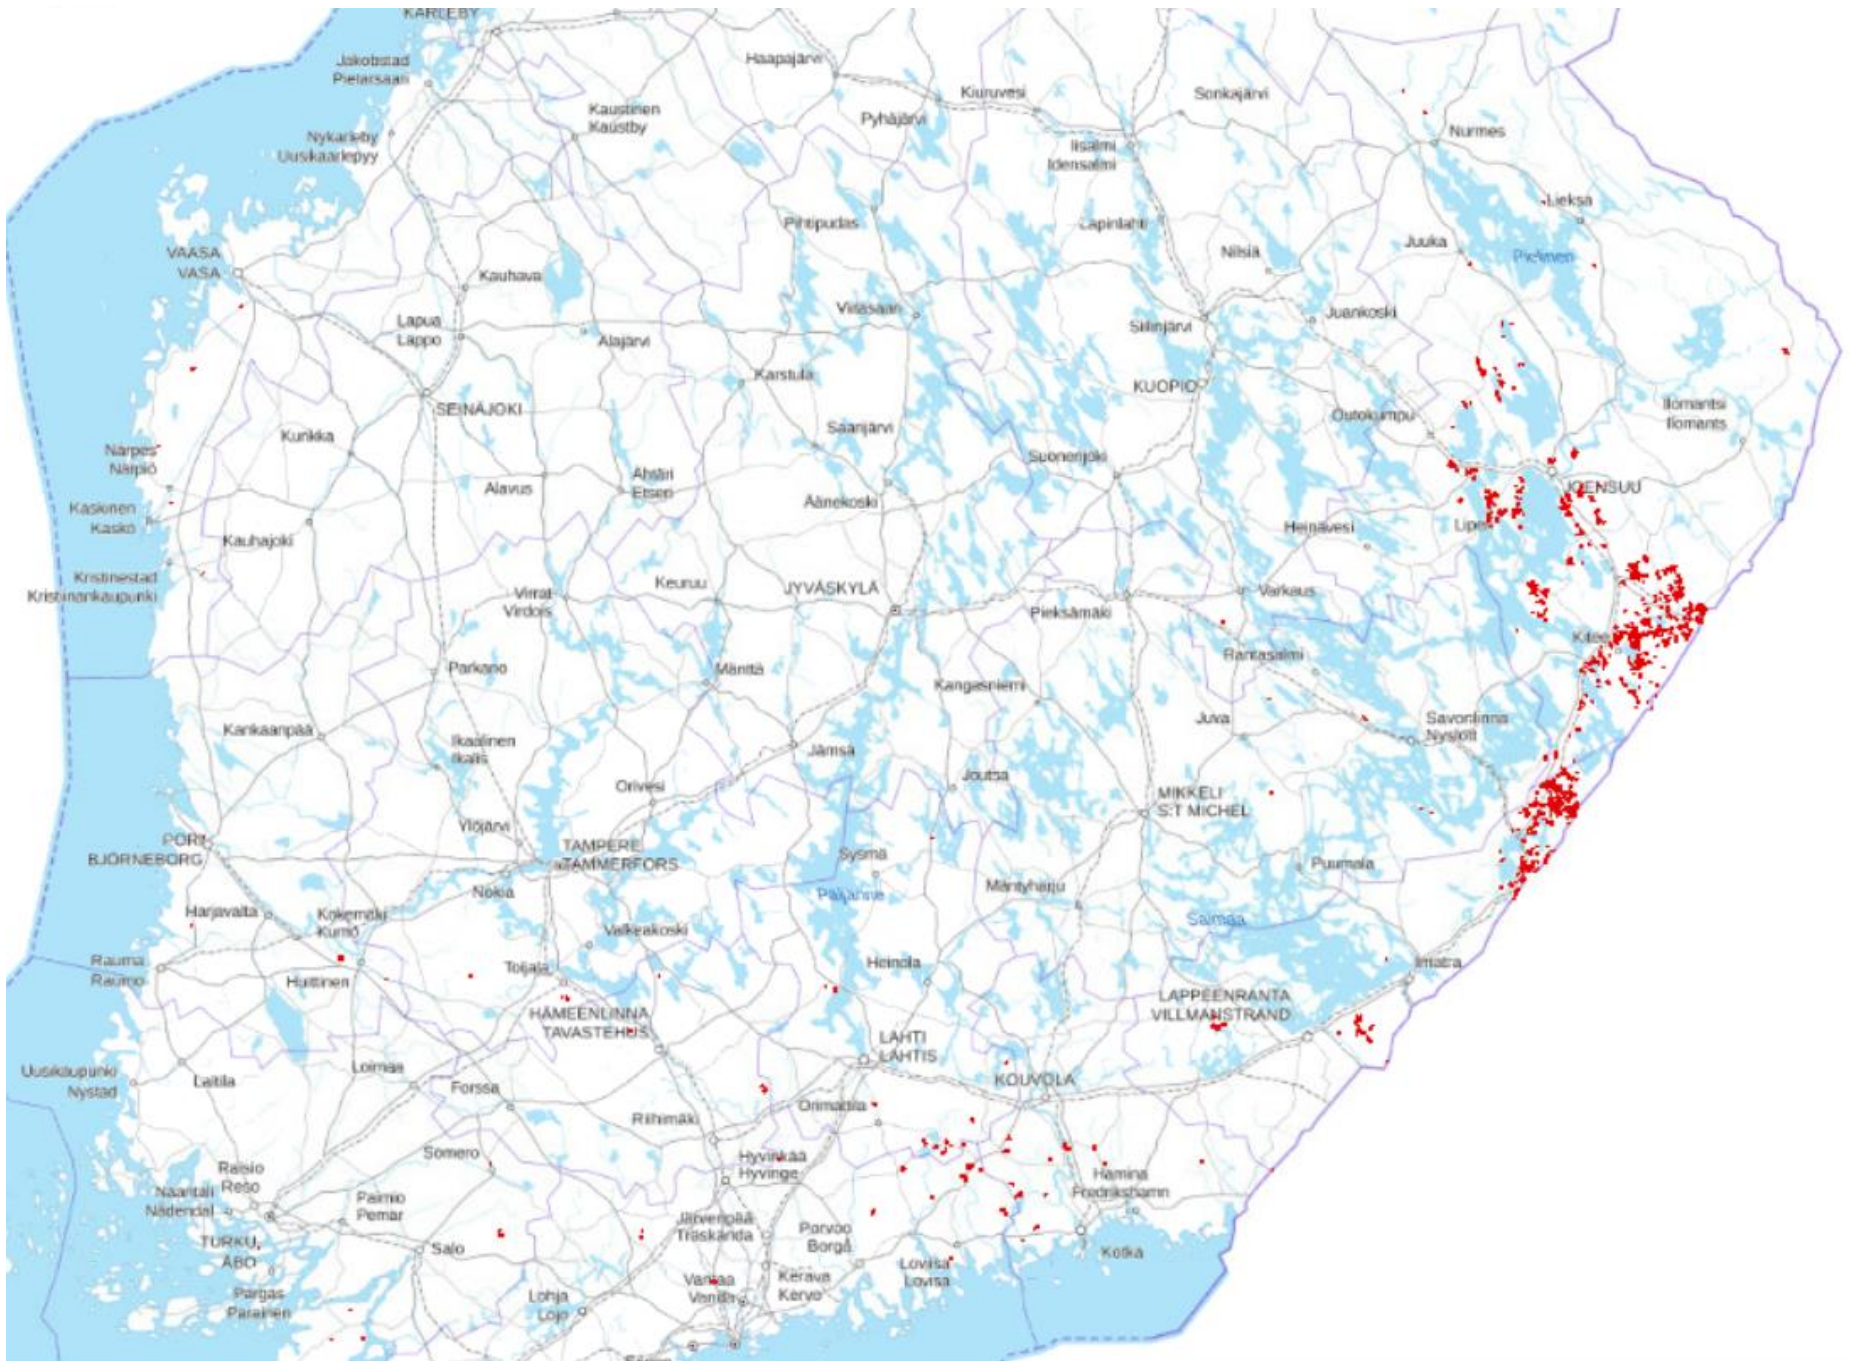 KARLEBY
Jakobstad
Pietarsaari
Haapajärvi
Kiuruvesi
Sonkajärvi
Kaustinen
Kaustby
Pyhäjärvi
Nykarleby
Uusikaarlepyy
Iisalmi
Idensalmi
Nurmes
Lieksa
Pihtipudas
Lapinlahti
Juuka
Pielinen
VAASA
VASA
Kauhava
Nilsiä
Viitasaari
Siilinjärvi
Juankoski
Lapua
Lappo
Alajärvi
Karstula
KUOPIO
SEINÄJOKI
Outokumpu
Ilomantsi
Ilomants
Kurikka
Saarijärvi
Närpes
Närpiö
Suonenjoki
Alavus
Ähtäri
Etseri
Äänekoski
JOENSUU
Kaskinen
Kaskö
Kauhajoki
Heinävesi
Lipe
Kristinestad
Kristiinankaupunki
Virrat
Virdois
Keuruu
JYVÄSKYLÄ
Pieksämäki
Varkaus
Kitee
Parkano
Mänttä
Kangasniemi
Rantasalmi
Kankaanpää
Ikaalinen
Ikalis
Jämsä
Juva
Savonlinna
Nyslott
Orivesi
Joutsa
MIKKELI
S:T MICHEL
Ylöjärvi
PORI
BJÖRNEBORG
TAMPERE
TAMMERFORS
Sysmä
Puumala
Nokia
Päijänne
Mäntyharju
Harjavalta
Kokemäki
Kumo
Valkeakoski
Saimaa
Rauma
Raumo
Huittinen
Toijala
Heinola
Imatra
HÄMEENLINNA
TAVASTEHUS
LAPPEENRANTA
VILLMANSTRAND
LAHTI
LAHTIS
Uusikaupunki
Nystad
Laitila
Loimaa
Forssa
KOUVOLA
Orimattila
Riihimäki
Somero
Hyvinkää
Hyvinge
Raisio
Reso
Naantali
Nådendal
Paimio
Pemar
Hamina
Fredrikshamn
TURKU,
ÅBO
Salo
Järvenpää
Träskända
Porvoo
Borgå
Kotka
Loviisa
Lovisa
Pargas
Parainen
Lohja
Lojo
Vantaa
Vanda
Kerava
Kervo